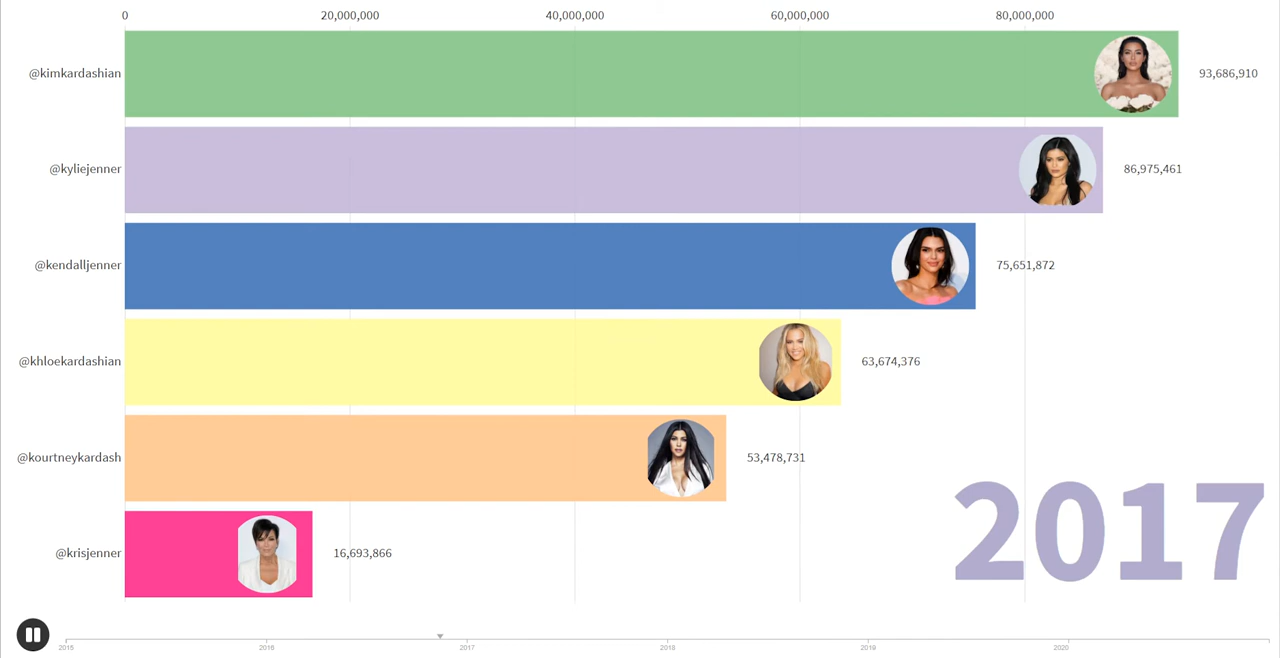 0 20,000,000 40,000,000 60,000,000 80,000,000
@kimkardashian 93,686,910
@kyliejenner 86,975,461
@kendalljenner 75,651,872
@khloekardashian 63,674,376
@kourtneykardash 53,478,731
@krisjenner 16,693,866
2017
2015 2016 2017 2018 2019 2020